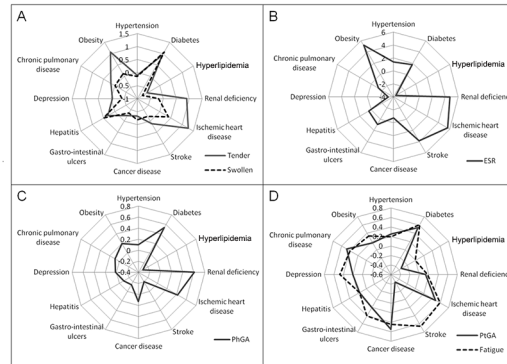 A
Hypertension
Diabetes
Hyperlipidemia
Renal deficiency
Ischemic heart
disease
Stroke
Cancer disease
Gastro-intestinal
ulcers
Hepatitis
Depression
Chronic pulmonary
disease
Obesity
1.5
1
0.5
0
Tender
Swollen
B
Hypertension
Diabetes
Hyperlipidemia
Renal deficiency
Ischemic heart
disease
Stroke
Cancer disease
Gastro-intestinal
ulcers
Hepatitis
Depression
Chronic pulmonary
disease
Obesity
6
4
2
0
-2
-4
ESR
C
Hypertension
Diabetes
Hyperlipidemia
Renal deficiency
Ischemic heart
disease
Stroke
Cancer disease
Gastro-intestinal
ulcers
Hepatitis
Depression
Chronic pulmonary
disease
Obesity
0.8
0.6
0.4
0.2
0
-0.2
-0.4
PhGA
D
Hypertension
Diabetes
Hyperlipidemia
Renal deficiency
Ischemic heart
disease
Stroke
Cancer disease
Gastro-intestinal
ulcers
Hepatitis
Depression
Chronic pulmonary
disease
Obesity
0.8
0.6
0.4
0.2
0
-0.2
-0.4
-0.6
PtGA
Fatigue